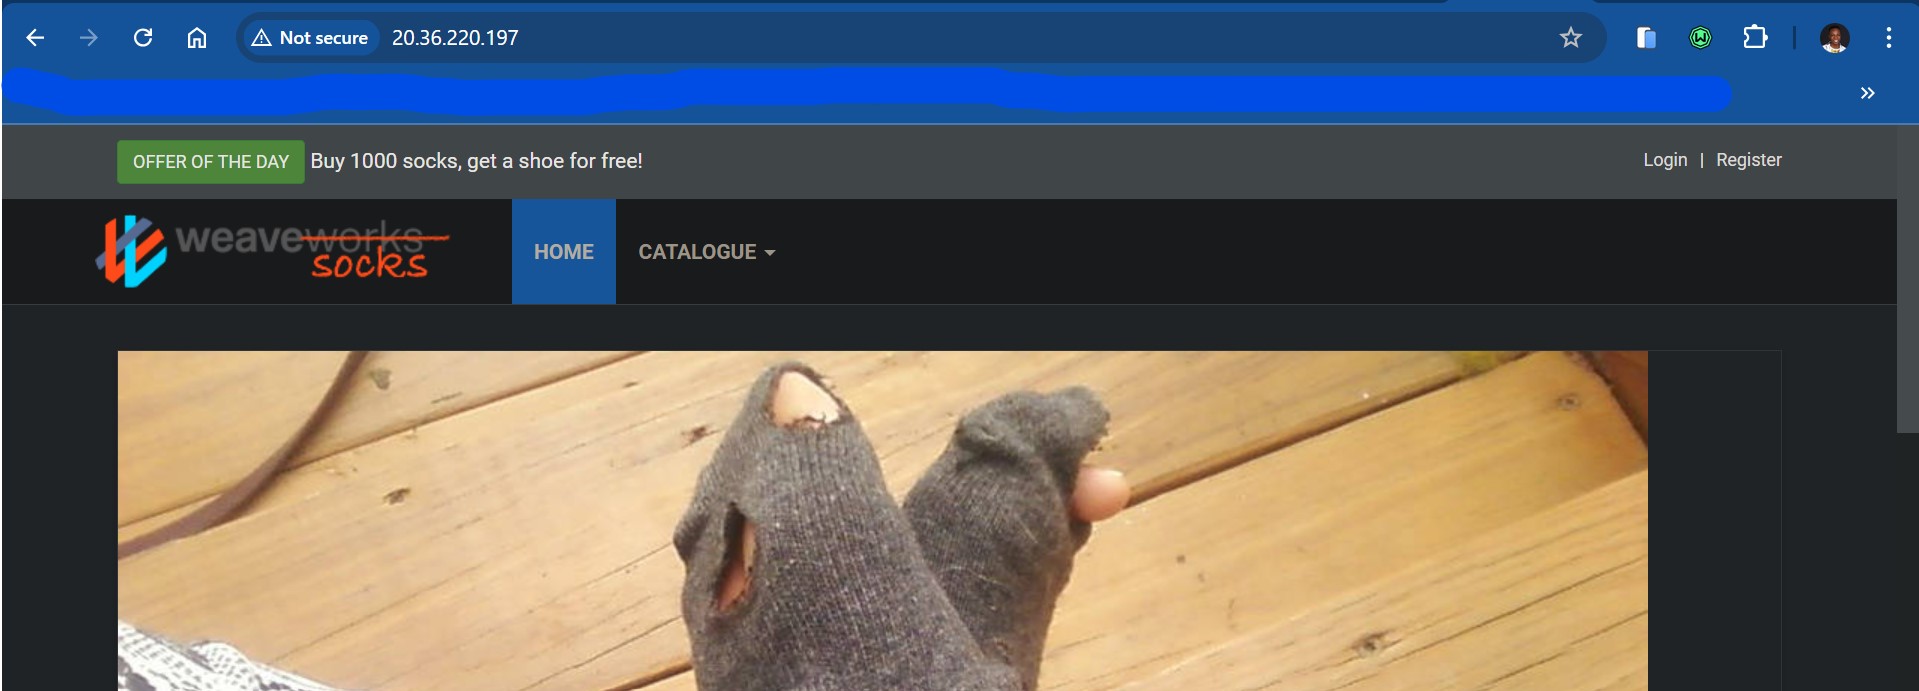 Not secure 20.36.220.197
OFFER OF THE DAY Buy 1000 socks, get a shoe for free! Login | Register
weaveworks
socks
HOME CATALOGUE